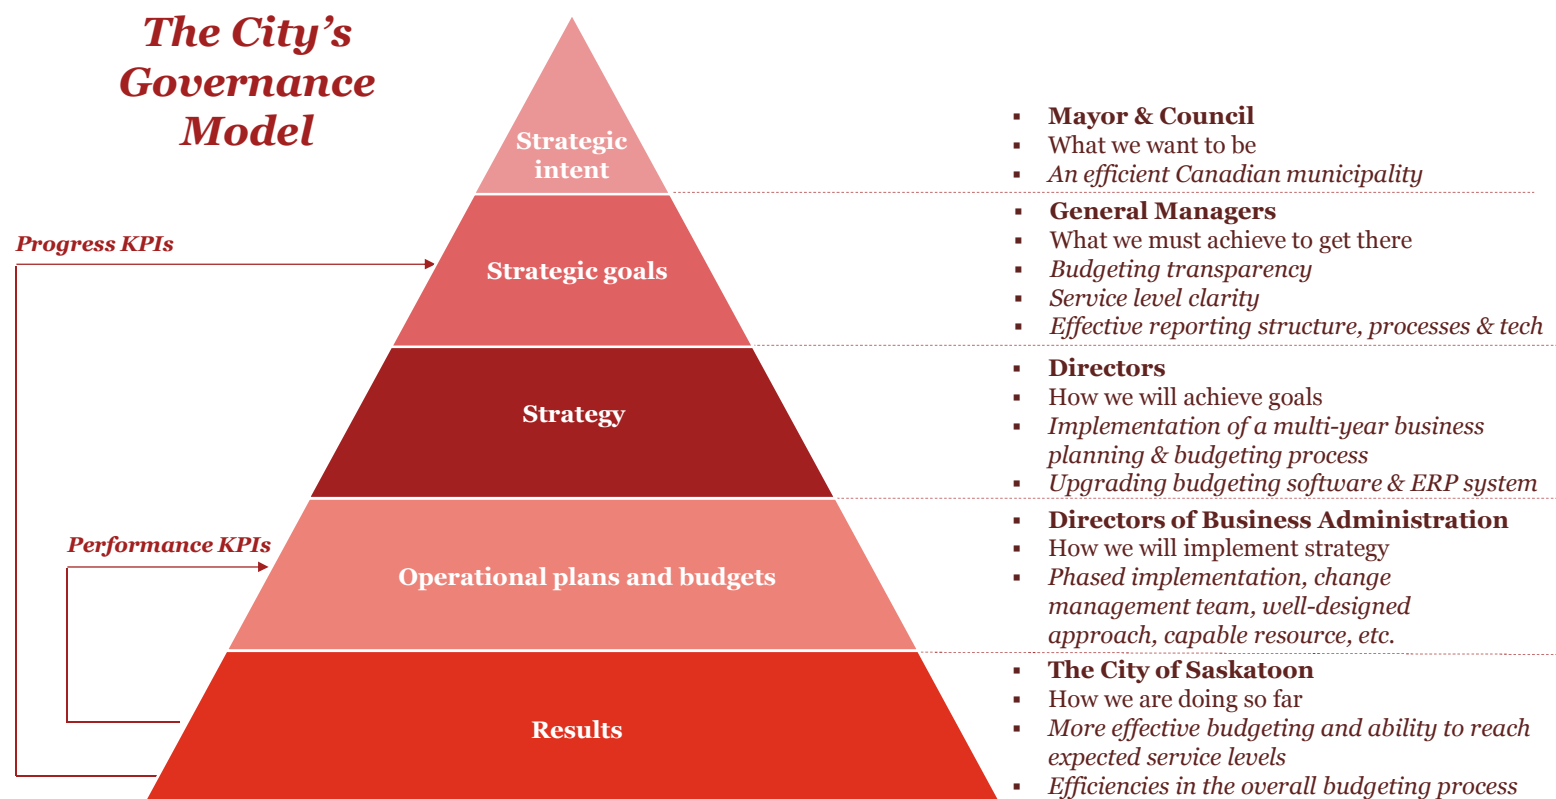 The City's
Governance
Model
Strategic
intent
▪ Mayor & Council
▪ What we want to be
▪ An efficient Canadian municipality
Progress KPIs
Strategic goals
▪ General Managers
▪ What we must achieve to get there
▪ Budgeting transparency
▪ Service level clarity
▪ Effective reporting structure, processes & tech
Strategy
▪ Directors
▪ How we will achieve goals
▪ Implementation of a multi-year business
planning & budgeting process
▪ Upgrading budgeting software & ERP system
Performance KPIs
Operational plans and budgets
▪ Directors of Business Administration
▪ How we will implement strategy
▪ Phased implementation, change
management team, well-designed
approach, capable resource, etc.
Results
▪ The City of Saskatoon
▪ How we are doing so far
▪ More effective budgeting and ability to reach
expected service levels
▪ Efficiencies in the overall budgeting process